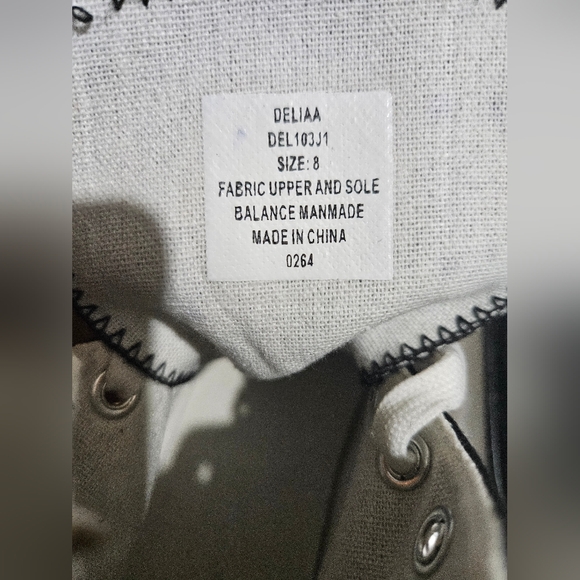 DELIAA
DEL103J1
SIZE: 8
FABRIC UPPER AND SOLE
BALANCE MANMADE
MADE IN CHINA
0264